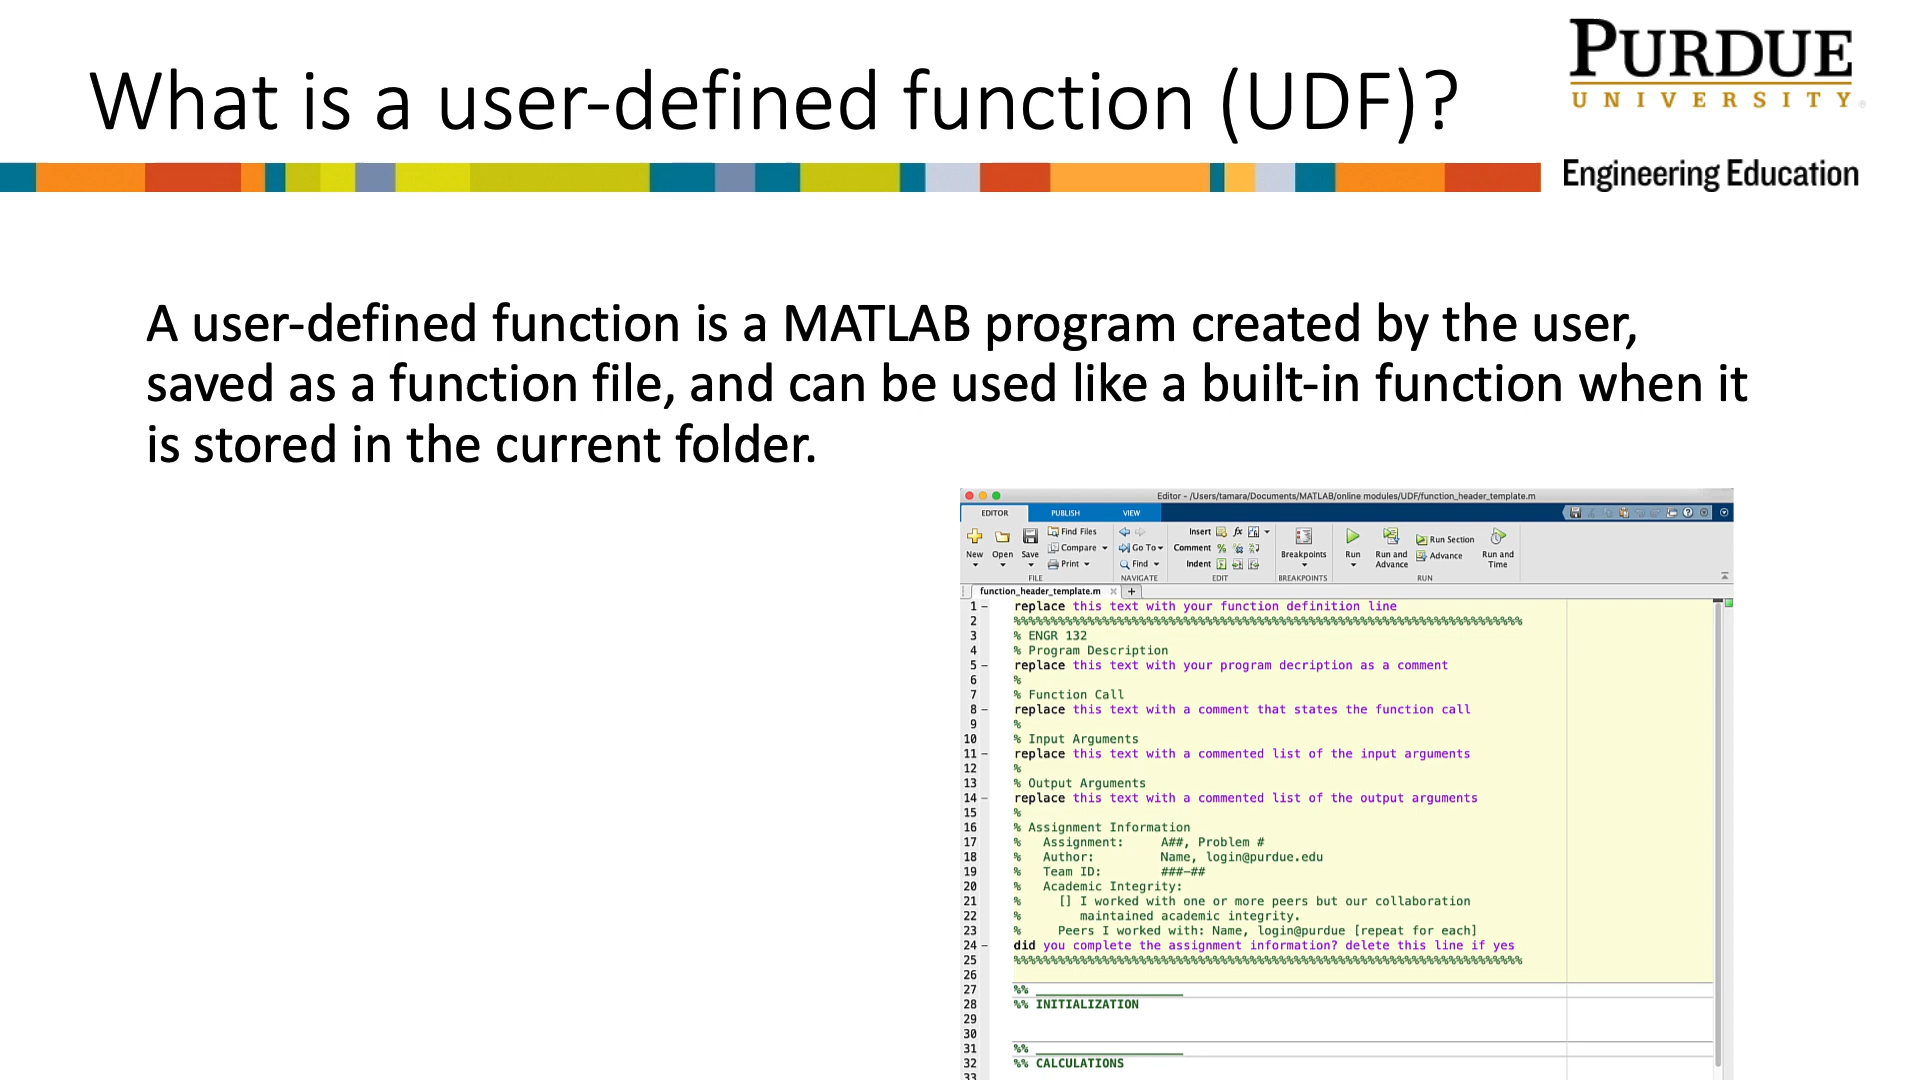 What is a user-defined function (UDF)?
PURDUE
UNIVERSITY®
Engineering Education
A user-defined function is a MATLAB program created by the user,
saved as a function file, and can be used like a built-in function when it
is stored in the current folder.
Editor - /Users/tamara/Documents/MATLAB/online modules/UDF/function_header_template.m
EDITOR PUBLISH VIEW
New Open Save Find Files Compare Print
FILE
Go To Find
NAVIGATE
Insert fx
Comment %
Indent
EDIT
Breakpoints
BREAKPOINTS
Run Run and Advance Run Section Advance Run and Time
RUN
function_header_template.m × +
1 – replace this text with your function definition line
2 %%%%%%%%%%%%%%%%%%%%%%%%%%%%%%%%%%%%%%%%%%%%%%%%%%%%%%%%%%%%%%%%%%%%%
3 % ENGR 132
4 % Program Description
5 – replace this text with your program decription as a comment
6 %
7 % Function Call
8 – replace this text with a comment that states the function call
9 %
10 % Input Arguments
11 – replace this text with a commented list of the input arguments
12 %
13 % Output Arguments
14 – replace this text with a commented list of the output arguments
15 %
16 % Assignment Information
17 %   Assignment:     A##, Problem #
18 %   Author:         Name, login@purdue.edu
19 %   Team ID:        ###-##
20 %   Academic Integrity:
21 %     [] I worked with one or more peers but our collaboration
22 %        maintained academic integrity.
23 %     Peers I worked with: Name, login@purdue [repeat for each]
24 – did you complete the assignment information? delete this line if yes
25 %%%%%%%%%%%%%%%%%%%%%%%%%%%%%%%%%%%%%%%%%%%%%%%%%%%%%%%%%%%%%%%%%%%%%
26
27 %% ____________________
28 %% INITIALIZATION
29
30
31 %% ____________________
32 %% CALCULATIONS
33